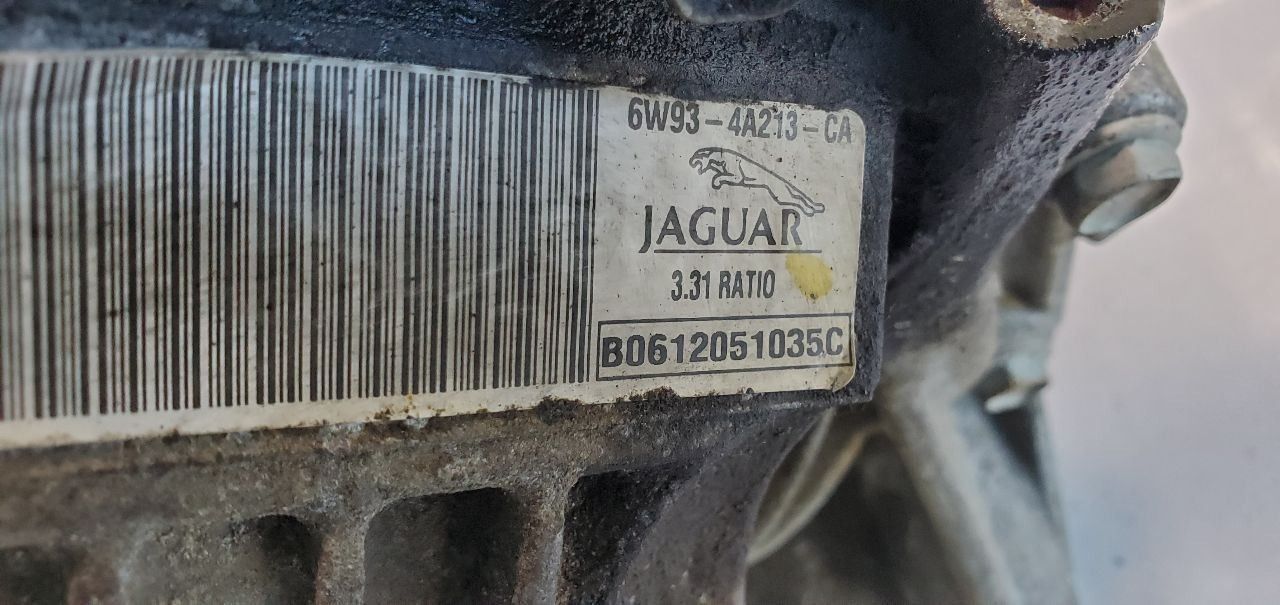 6W93-4A213-CA
JAGUAR
3.31 RATIO
B0612051035C